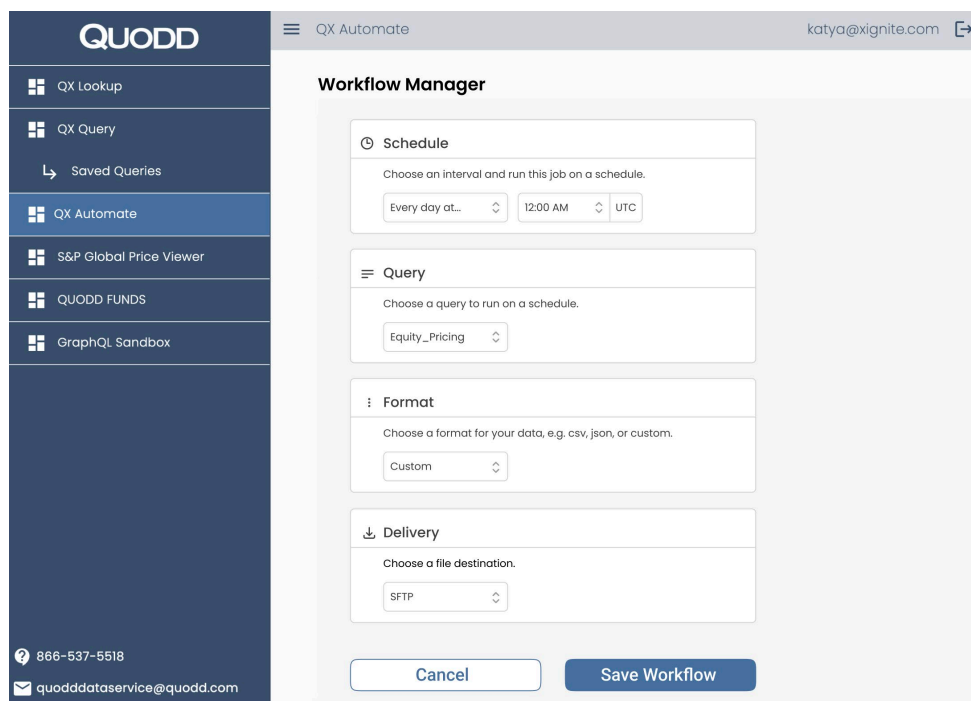 QUODD
QX Automate
katya@xignite.com
QX Lookup
QX Query
Saved Queries
QX Automate
S&P Global Price Viewer
QUODD FUNDS
GraphQL Sandbox
866-537-5518
quodddataservice@quodd.com
Workflow Manager
Schedule
Choose an interval and run this job on a schedule.
Every day at... 12:00 AM UTC
Query
Choose a query to run on a schedule.
Equity_Pricing
Format
Choose a format for your data, e.g. csv, json, or custom.
Custom
Delivery
Choose a file destination.
SFTP
Cancel Save Workflow